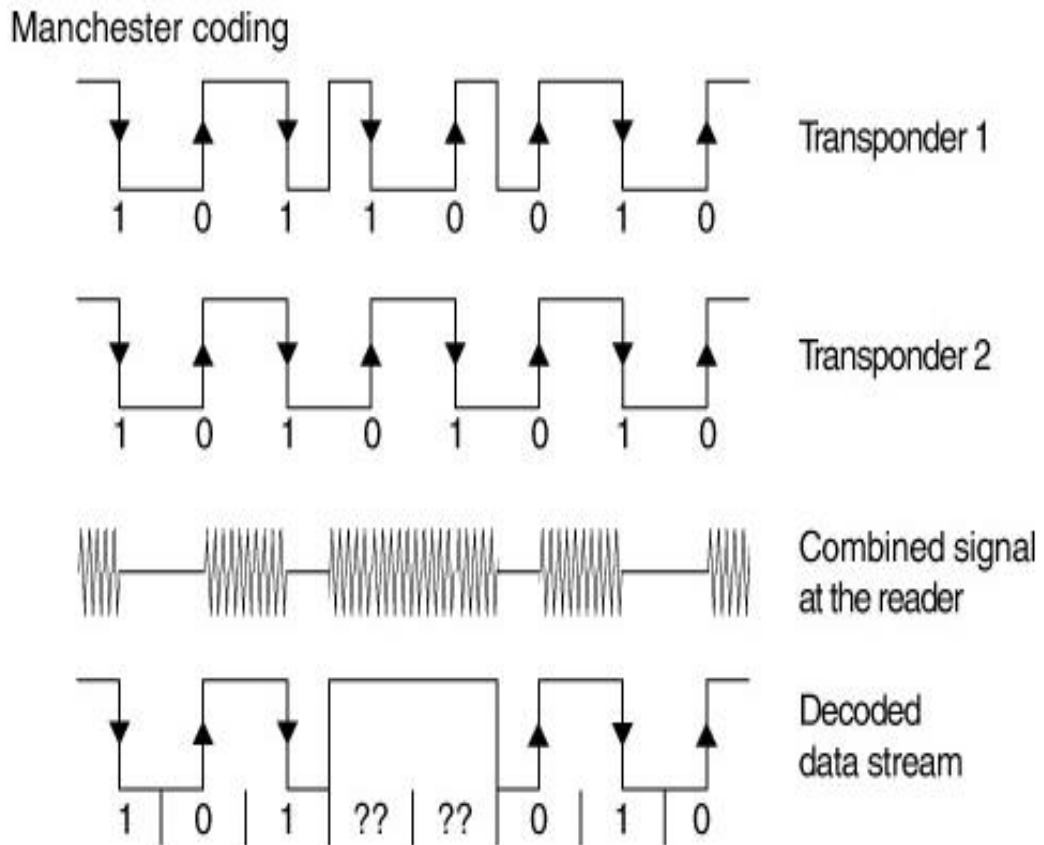 Manchester coding
Transponder 1
1 0 1 1 0 0 1 0
Transponder 2
1 0 1 0 1 0 1 0
Combined signal
at the reader
Decoded
data stream
1 0 1 ?? ?? 0 1 0